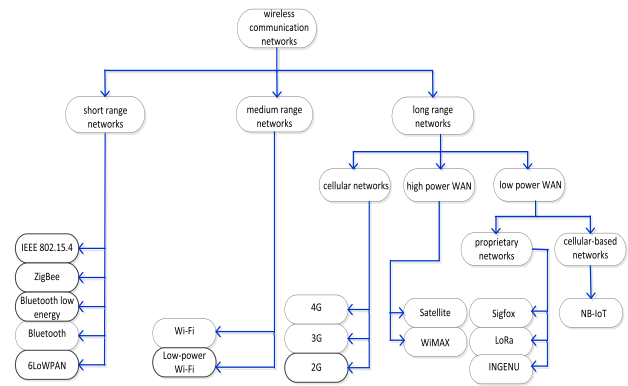 wireless
communication
networks
short range
networks
medium range
networks
long range
networks
cellular networks
high power WAN
low power WAN
proprietary
networks
cellular-based
networks
IEEE 802.15.4
ZigBee
Bluetooth low
energy
Bluetooth
6LoWPAN
Wi-Fi
Low-power
Wi-Fi
4G
3G
2G
Satellite
WiMAX
Sigfox
LoRa
INGENU
NB-IoT